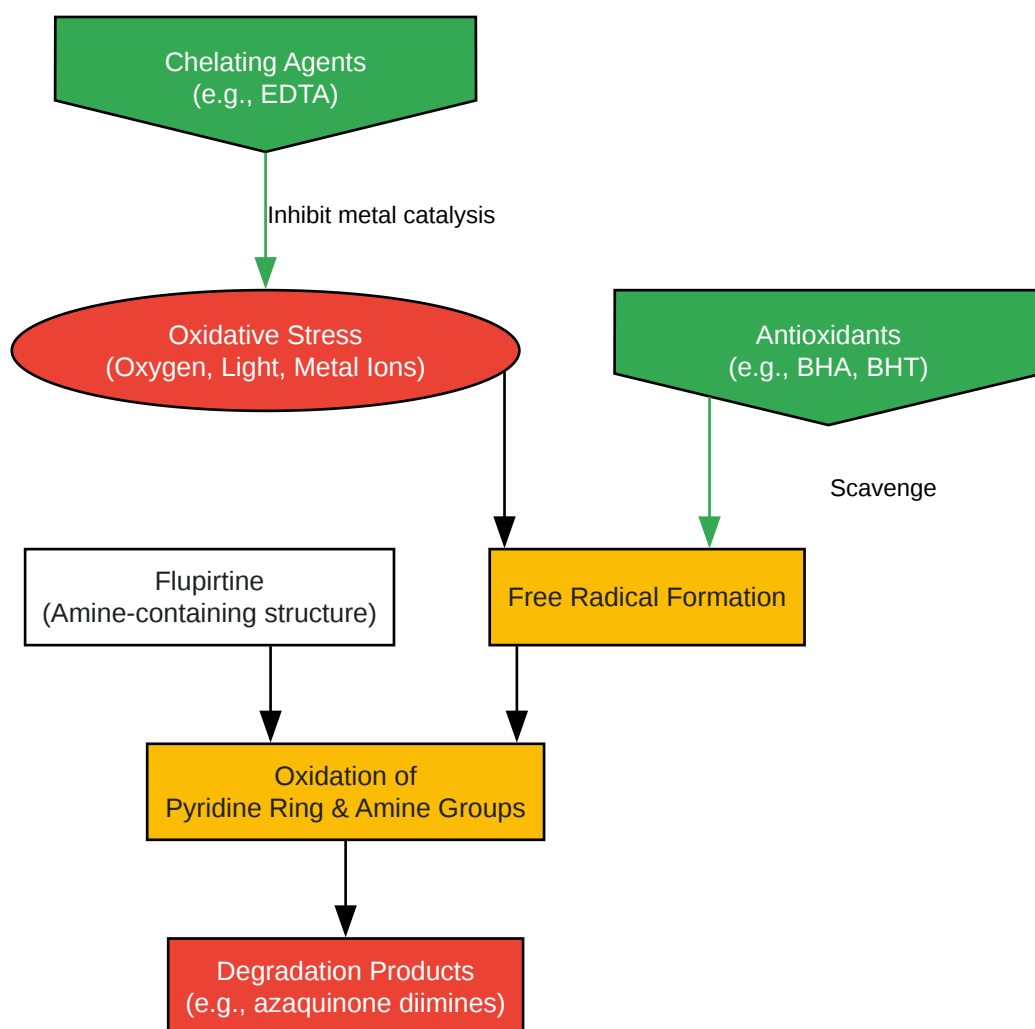 Chelating Agents
(e.g., EDTA)
Inhibit metal catalysis
Oxidative Stress
(Oxygen, Light, Metal Ions)
Antioxidants
(e.g., BHA, BHT)
Scavenge
Flupirtine
(Amine-containing structure)
Free Radical Formation
Oxidation of
Pyridine Ring & Amine Groups
Degradation Products
(e.g., azaquinone diimines)